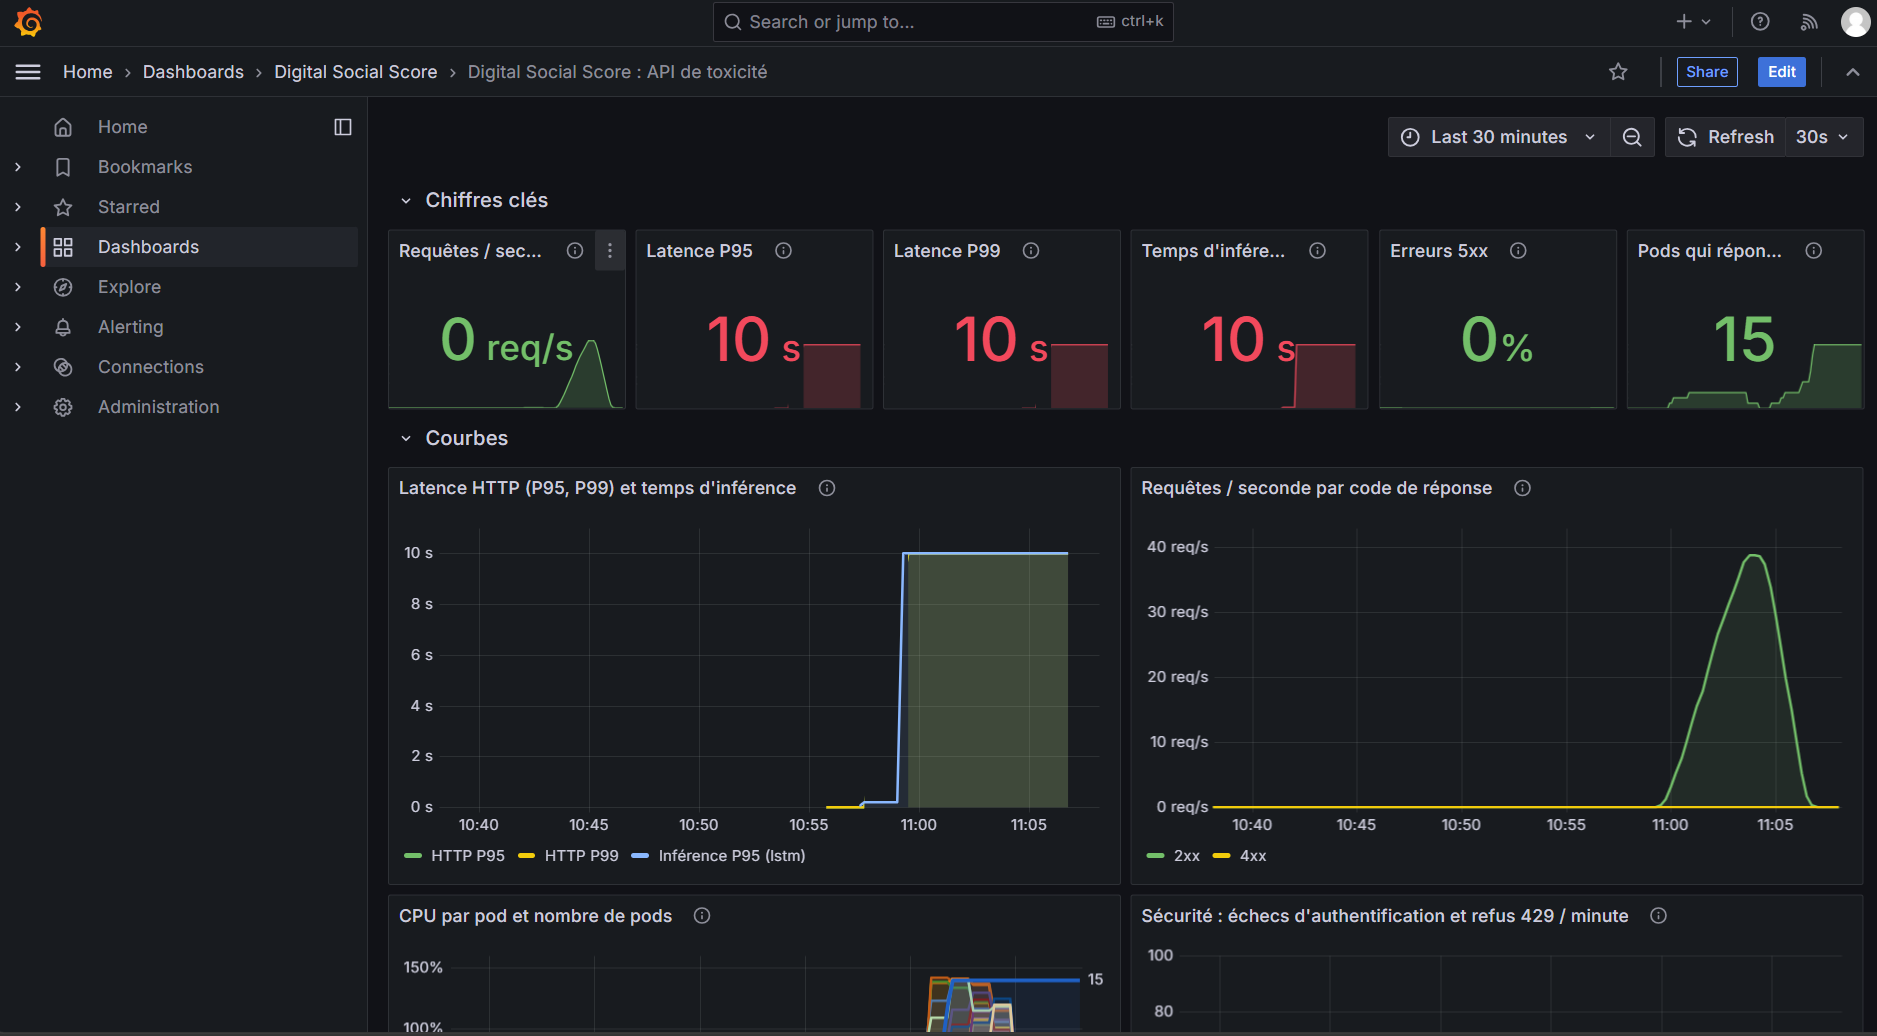 Search or jump to...
ctrl+k
Home
Dashboards
Digital Social Score
Digital Social Score : API de toxicité
Share
Edit
Home
Bookmarks
Starred
Dashboards
Explore
Alerting
Connections
Administration
Last 30 minutes
Refresh
30s
Chiffres clés
Requêtes / sec...
0 req/s
Latence P95
10 s
Latence P99
10 s
Temps d'infére...
10 s
Erreurs 5xx
0%
Pods qui répon...
15
Courbes
Latence HTTP (P95, P99) et temps d'inférence
10 s
8 s
6 s
4 s
2 s
0 s
10:40
10:45
10:50
10:55
11:00
11:05
HTTP P95
HTTP P99
Inférence P95 (lstm)
Requêtes / seconde par code de réponse
40 req/s
30 req/s
20 req/s
10 req/s
0 req/s
10:40
10:45
10:50
10:55
11:00
11:05
2xx
4xx
CPU par pod et nombre de pods
150%
100%
15
Sécurité : échecs d'authentification et refus 429 / minute
100
80